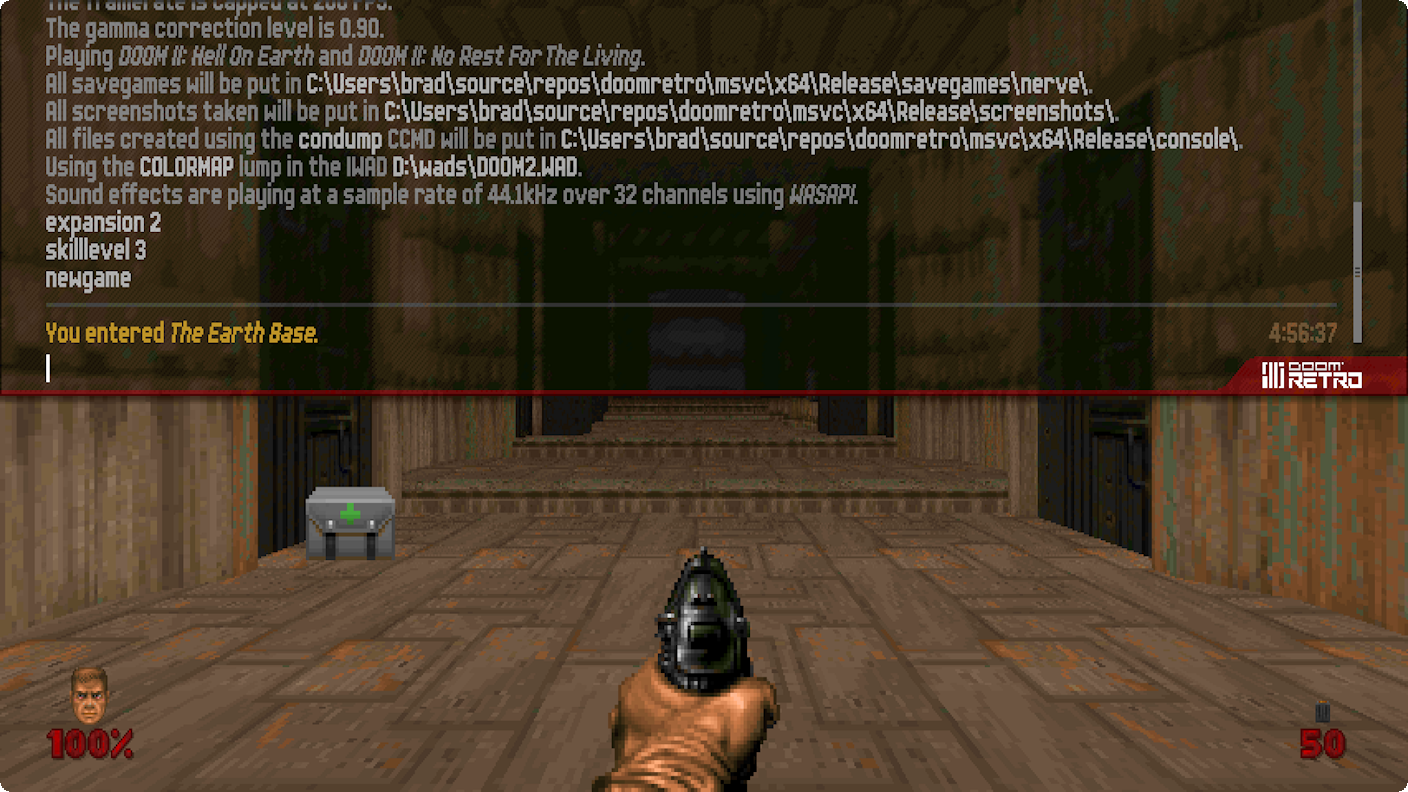 The framerate is capped at 200 FPS.
The gamma correction level is 0.90.
Playing DOOM II: Hell On Earth and DOOM II: No Rest For The Living.
All savegames will be put in C:\Users\brad\source\repos\doomretro\msvc\x64\Release\savegames\nerve\.
All screenshots taken will be put in C:\Users\brad\source\repos\doomretro\msvc\x64\Release\screenshots\.
All files created using the condump CCMD will be put in C:\Users\brad\source\repos\doomretro\msvc\x64\Release\console\.
Using the COLORMAP lump in the IWAD D:\wads\DOOM2.WAD.
Sound effects are playing at a sample rate of 44.1kHz over 32 channels using WASAPI.
expansion 2
skilllevel 3
newgame
You entered The Earth Base.
4:56:37
DOOM
RETRO
100%
50